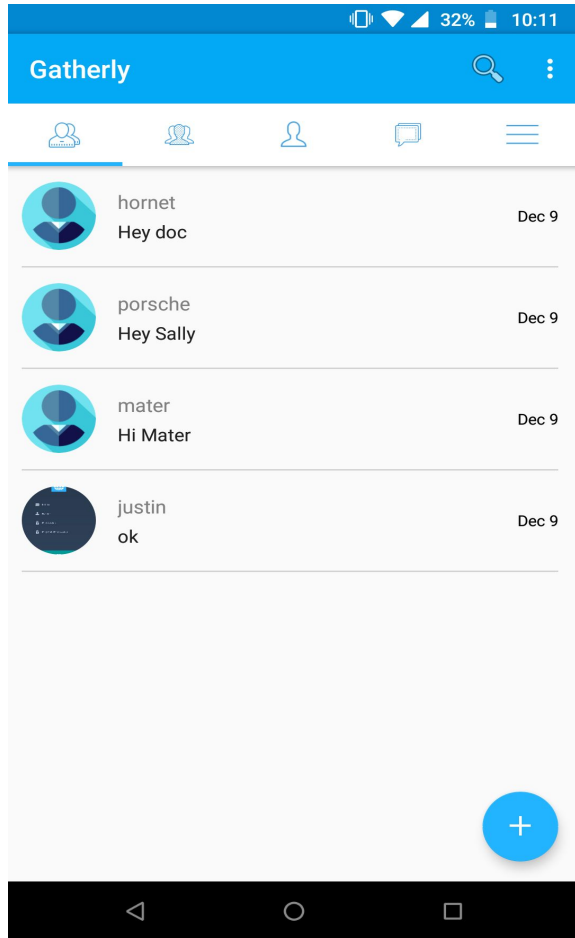 32% 10:11
Gatherly
hornet
Hey doc
Dec 9
porsche
Hey Sally
Dec 9
mater
Hi Mater
Dec 9
justin
ok
Dec 9